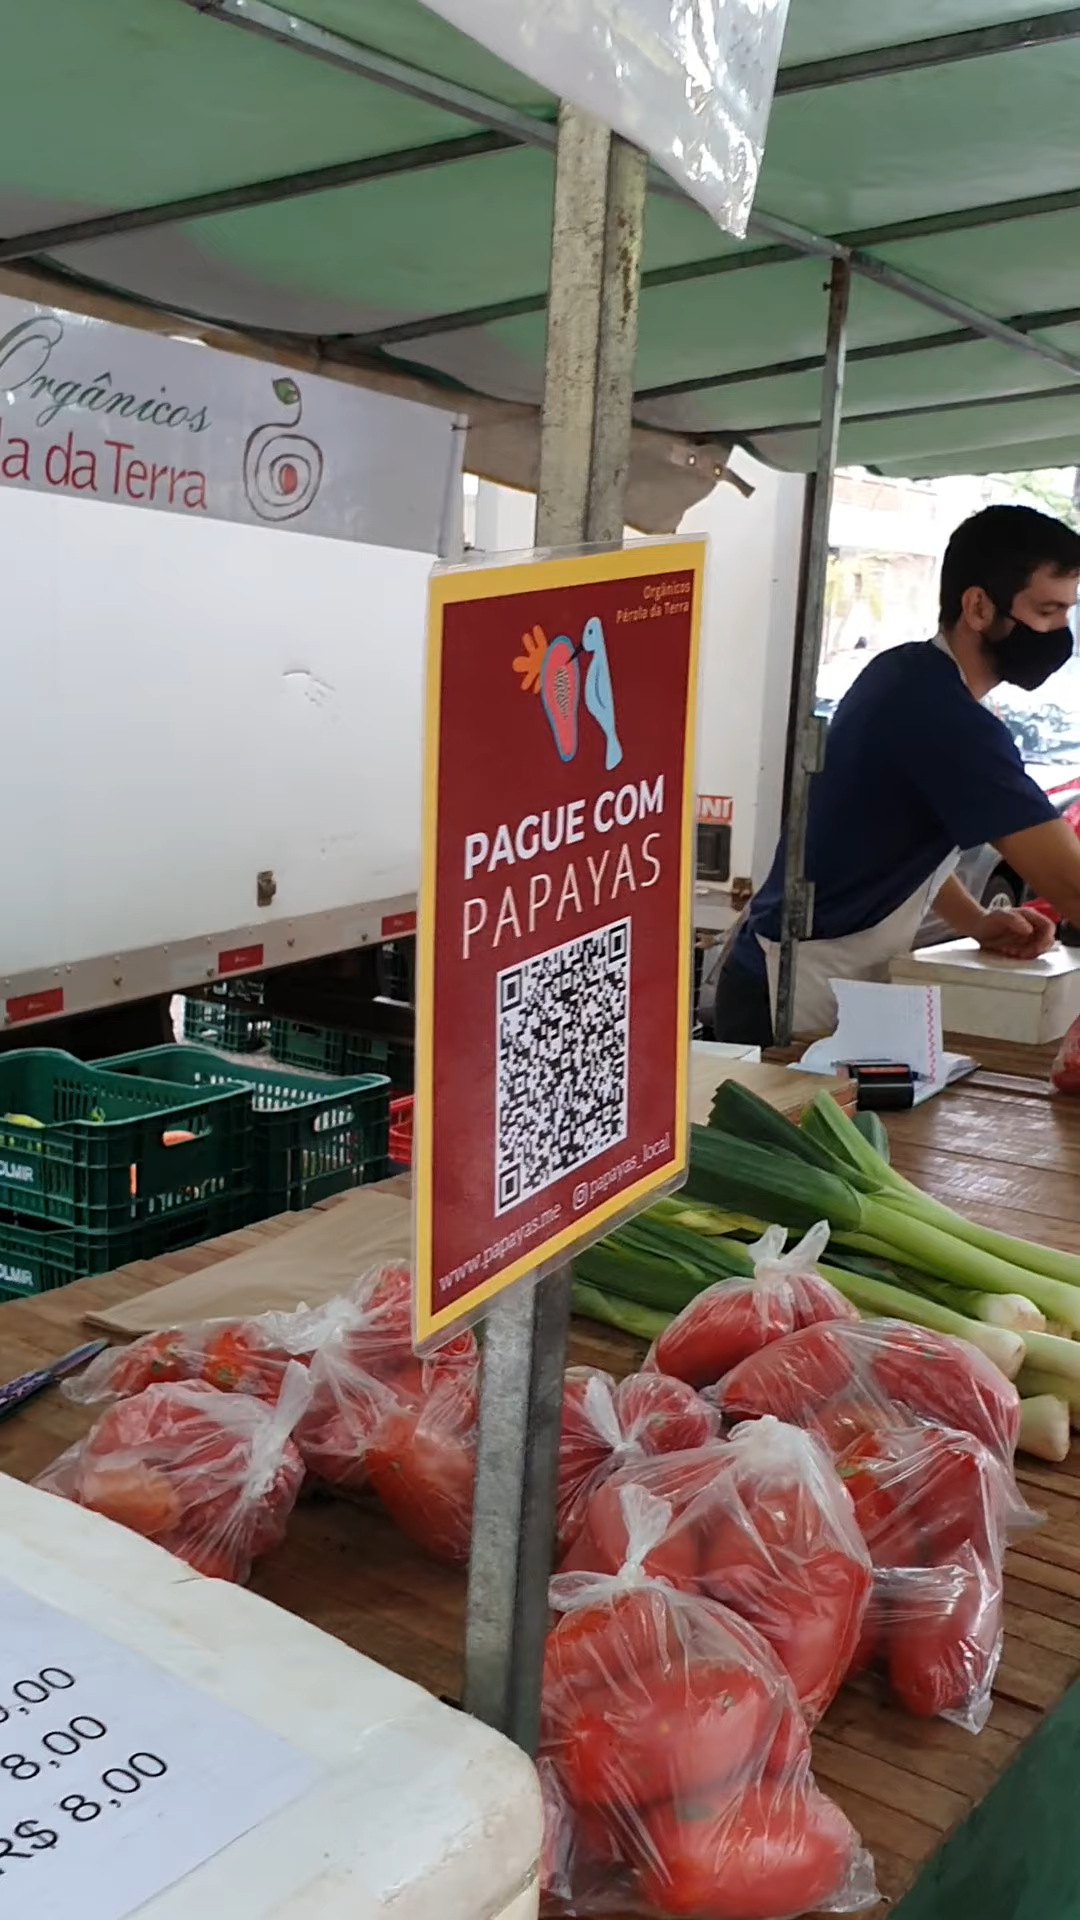 Orgânicos
la da Terra
Orgânicos
Pérola da Terra
PAGUE COM
PAPAYAS
www.papayas.me papayas_local
OLMIR
OLMIR
8,00
R$ 8,00